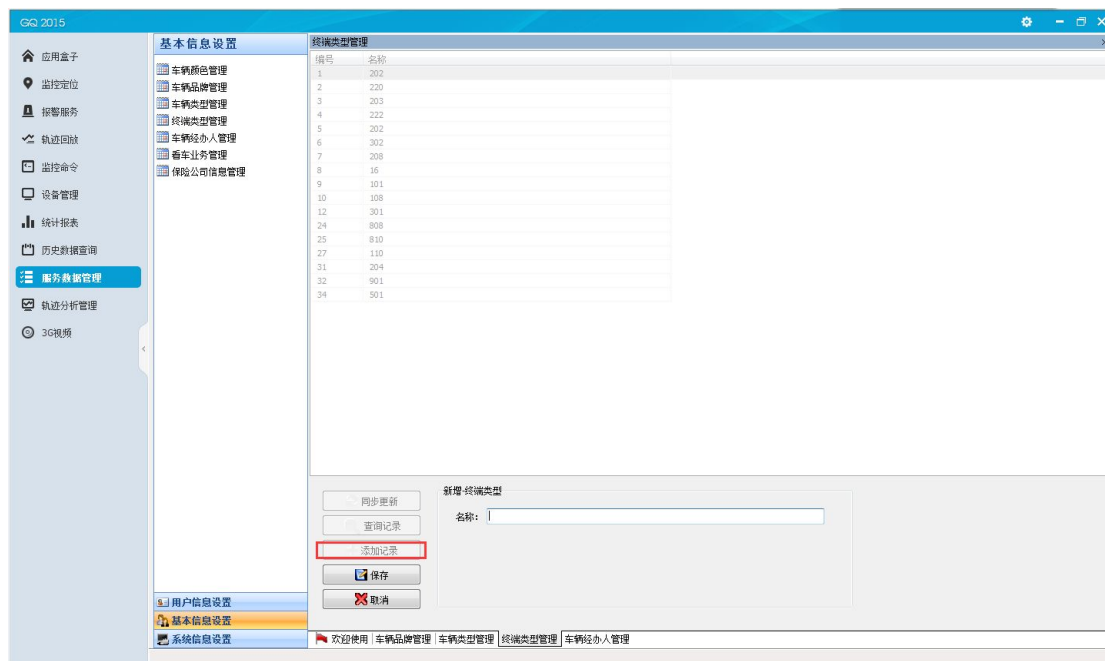 GQ 2015
应用盒子
监控定位
报警服务
轨迹回放
监控命令
设备管理
统计报表
历史数据查询
服务数据管理
轨迹分析管理
3G视频
基本信息设置
车辆颜色管理
车辆品牌管理
车辆类型管理
终端类型管理
车辆经办人管理
看车业务管理
保险公司信息管理
用户信息设置
基本信息设置
系统信息设置
终端类型管理
编号 名称
1 202
2 220
3 203
4 222
5 202
6 302
7 208
8 16
9 101
10 108
12 301
24 808
25 810
27 110
31 204
32 901
34 501
同步更新
查询记录
添加记录
保存
取消
新增-终端类型
名称：
欢迎使用 车辆品牌管理 车辆类型管理 终端类型管理 车辆经办人管理